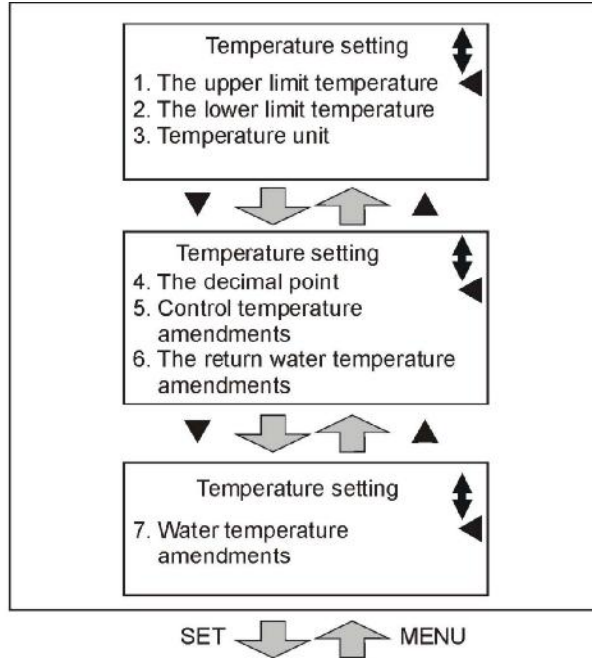 Temperature setting
1. The upper limit temperature
2. The lower limit temperature
3. Temperature unit
Temperature setting
4. The decimal point
5. Control temperature
amendments
6. The return water temperature
amendments
Temperature setting
7. Water temperature
amendments
SET MENU